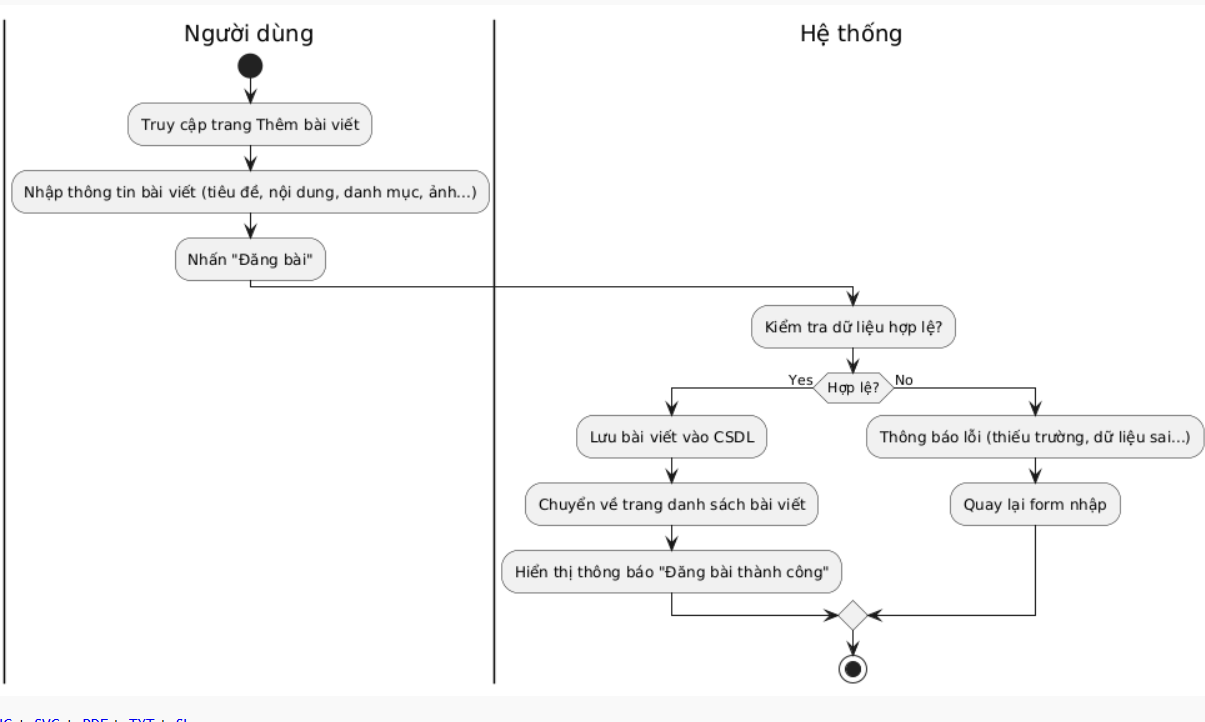 Người dùng
Hệ thống
Truy cập trang Thêm bài viết
Nhập thông tin bài viết (tiêu đề, nội dung, danh mục, ảnh...)
Nhấn "Đăng bài"
Kiểm tra dữ liệu hợp lệ?
Yes
Hợp lệ?
No
Lưu bài viết vào CSDL
Thông báo lỗi (thiếu trường, dữ liệu sai...)
Chuyển về trang danh sách bài viết
Quay lại form nhập
Hiển thị thông báo "Đăng bài thành công"